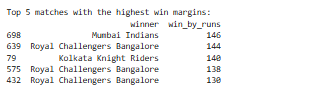 Top 5 matches with the highest win margins:
winner win_by_runs
698 Mumbai Indians 146
639 Royal Challengers Bangalore 144
79 Kolkata Knight Riders 140
575 Royal Challengers Bangalore 138
432 Royal Challengers Bangalore 130